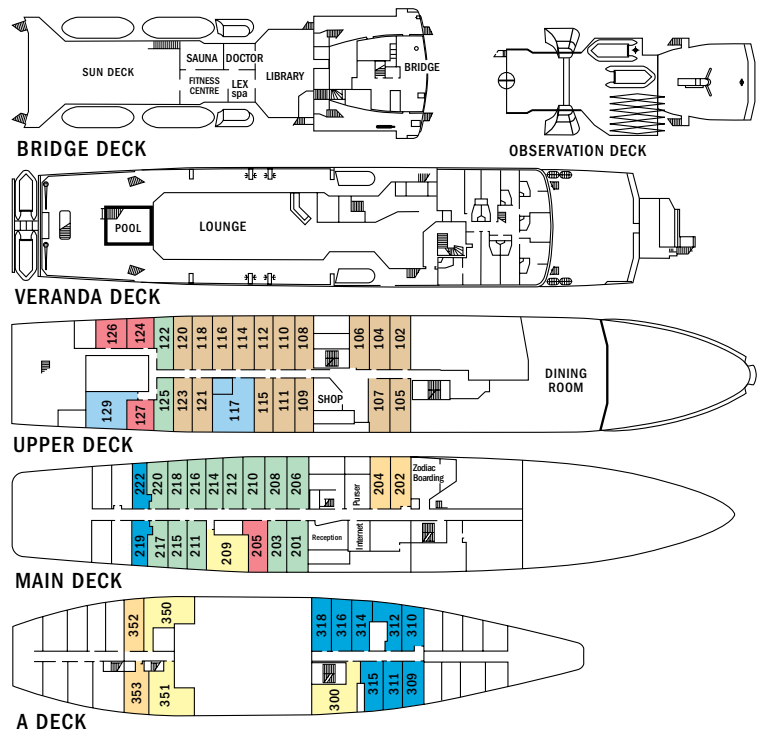 SUN DECK
SAUNA
DOCTOR
FITNESS
CENTRE
LEX
spa
LIBRARY
BRIDGE
BRIDGE DECK
OBSERVATION DECK
POOL
LOUNGE
VERANDA DECK
126
124
122
120
118
116
114
112
110
108
106
104
102
129
127
125
123
121
117
115
111
109
SHOP
107
105
DINING
ROOM
UPPER DECK
222
220
218
216
214
212
210
208
206
Purser
204
202
Zodiac
Boarding
219
217
215
211
209
205
203
201
Reception
Internet
MAIN DECK
352
350
318
316
314
312
310
353
351
300
315
311
309
A DECK